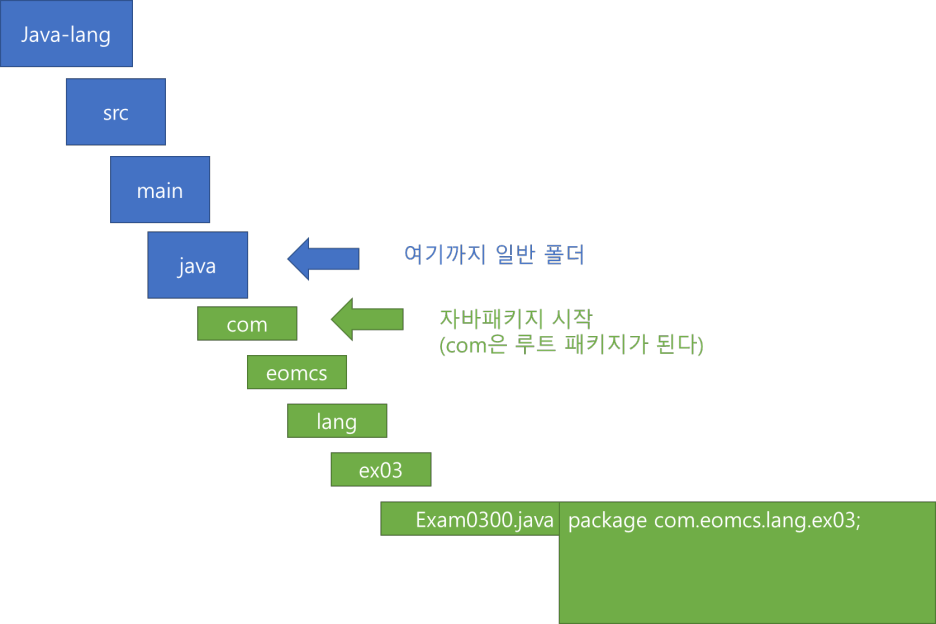 Java-lang
src
main
java
여기까지 일반 폴더
com
자바패키지 시작
(com은 루트 패키지가 된다)
eomcs
lang
ex03
Exam0300.java
package com.eomcs.lang.ex03;